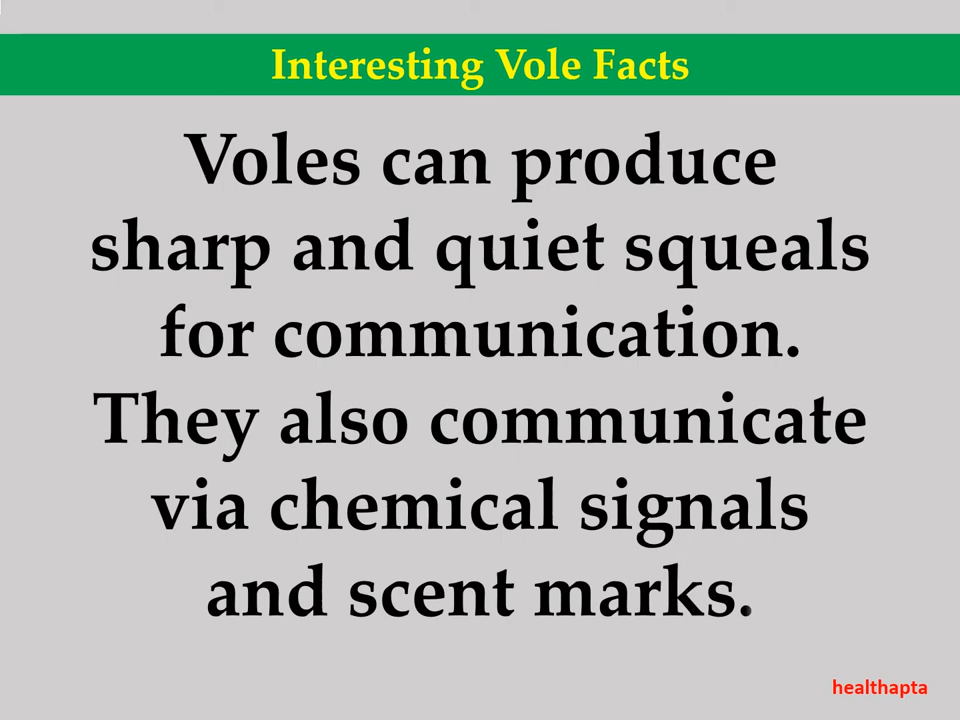 Interesting Vole Facts
Voles can produce
sharp and quiet squeals
for communication.
They also communicate
via chemical signals
and scent marks.
healthapta